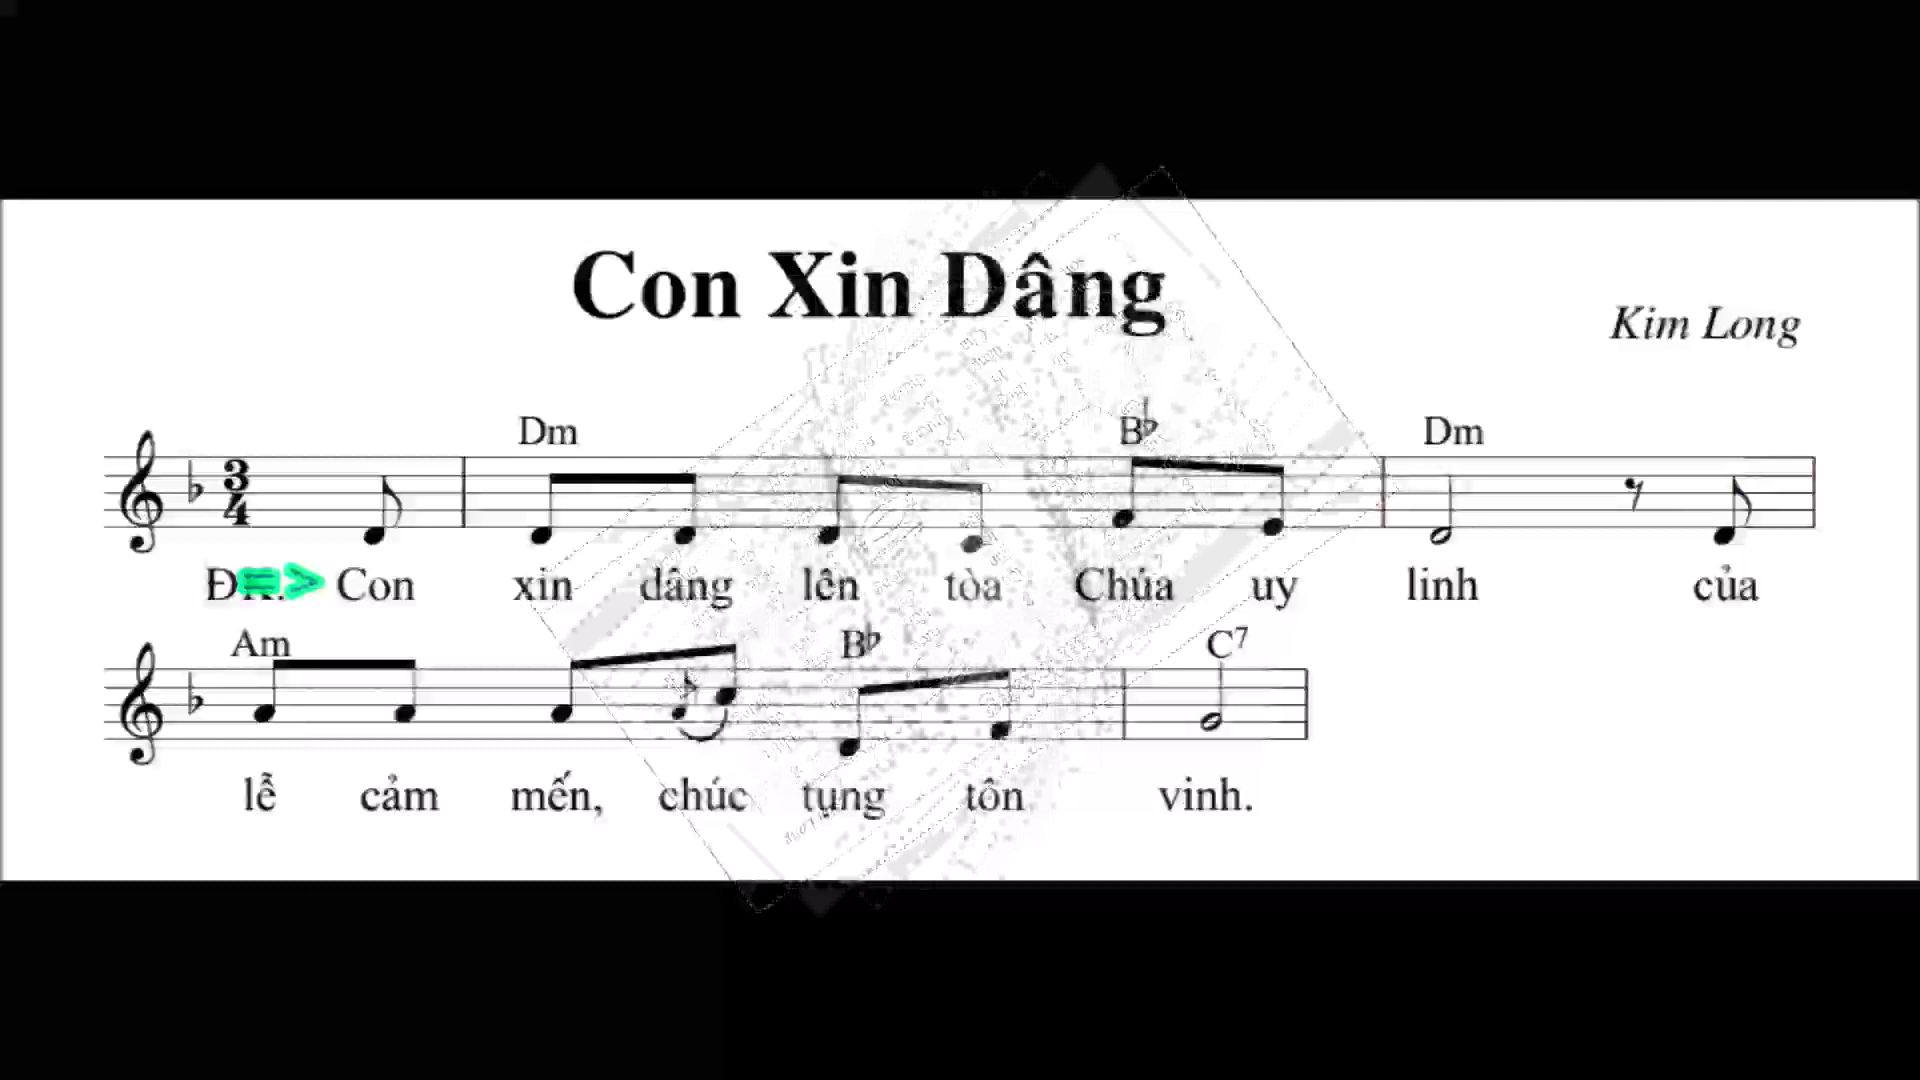 Con Xin Dâng
Kim Long
3
4
Dm B♭ Dm
Con xin dâng lên tòa Chúa uy linh của
Am B♭ C7
lễ cảm mến, chúc tụng tôn vinh.